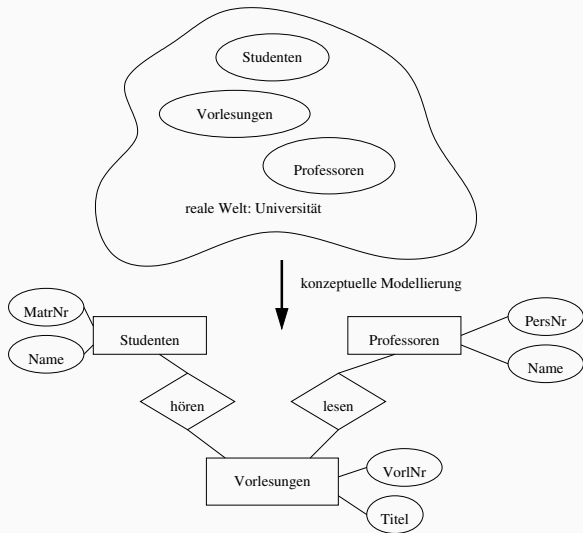 Studenten
Vorlesungen
Professoren
reale Welt: Universität
konzeptuelle Modellierung
MatrNr
PersNr
Studenten
Professoren
Name
Name
hören
lesen
VorlNr
Vorlesungen
Titel